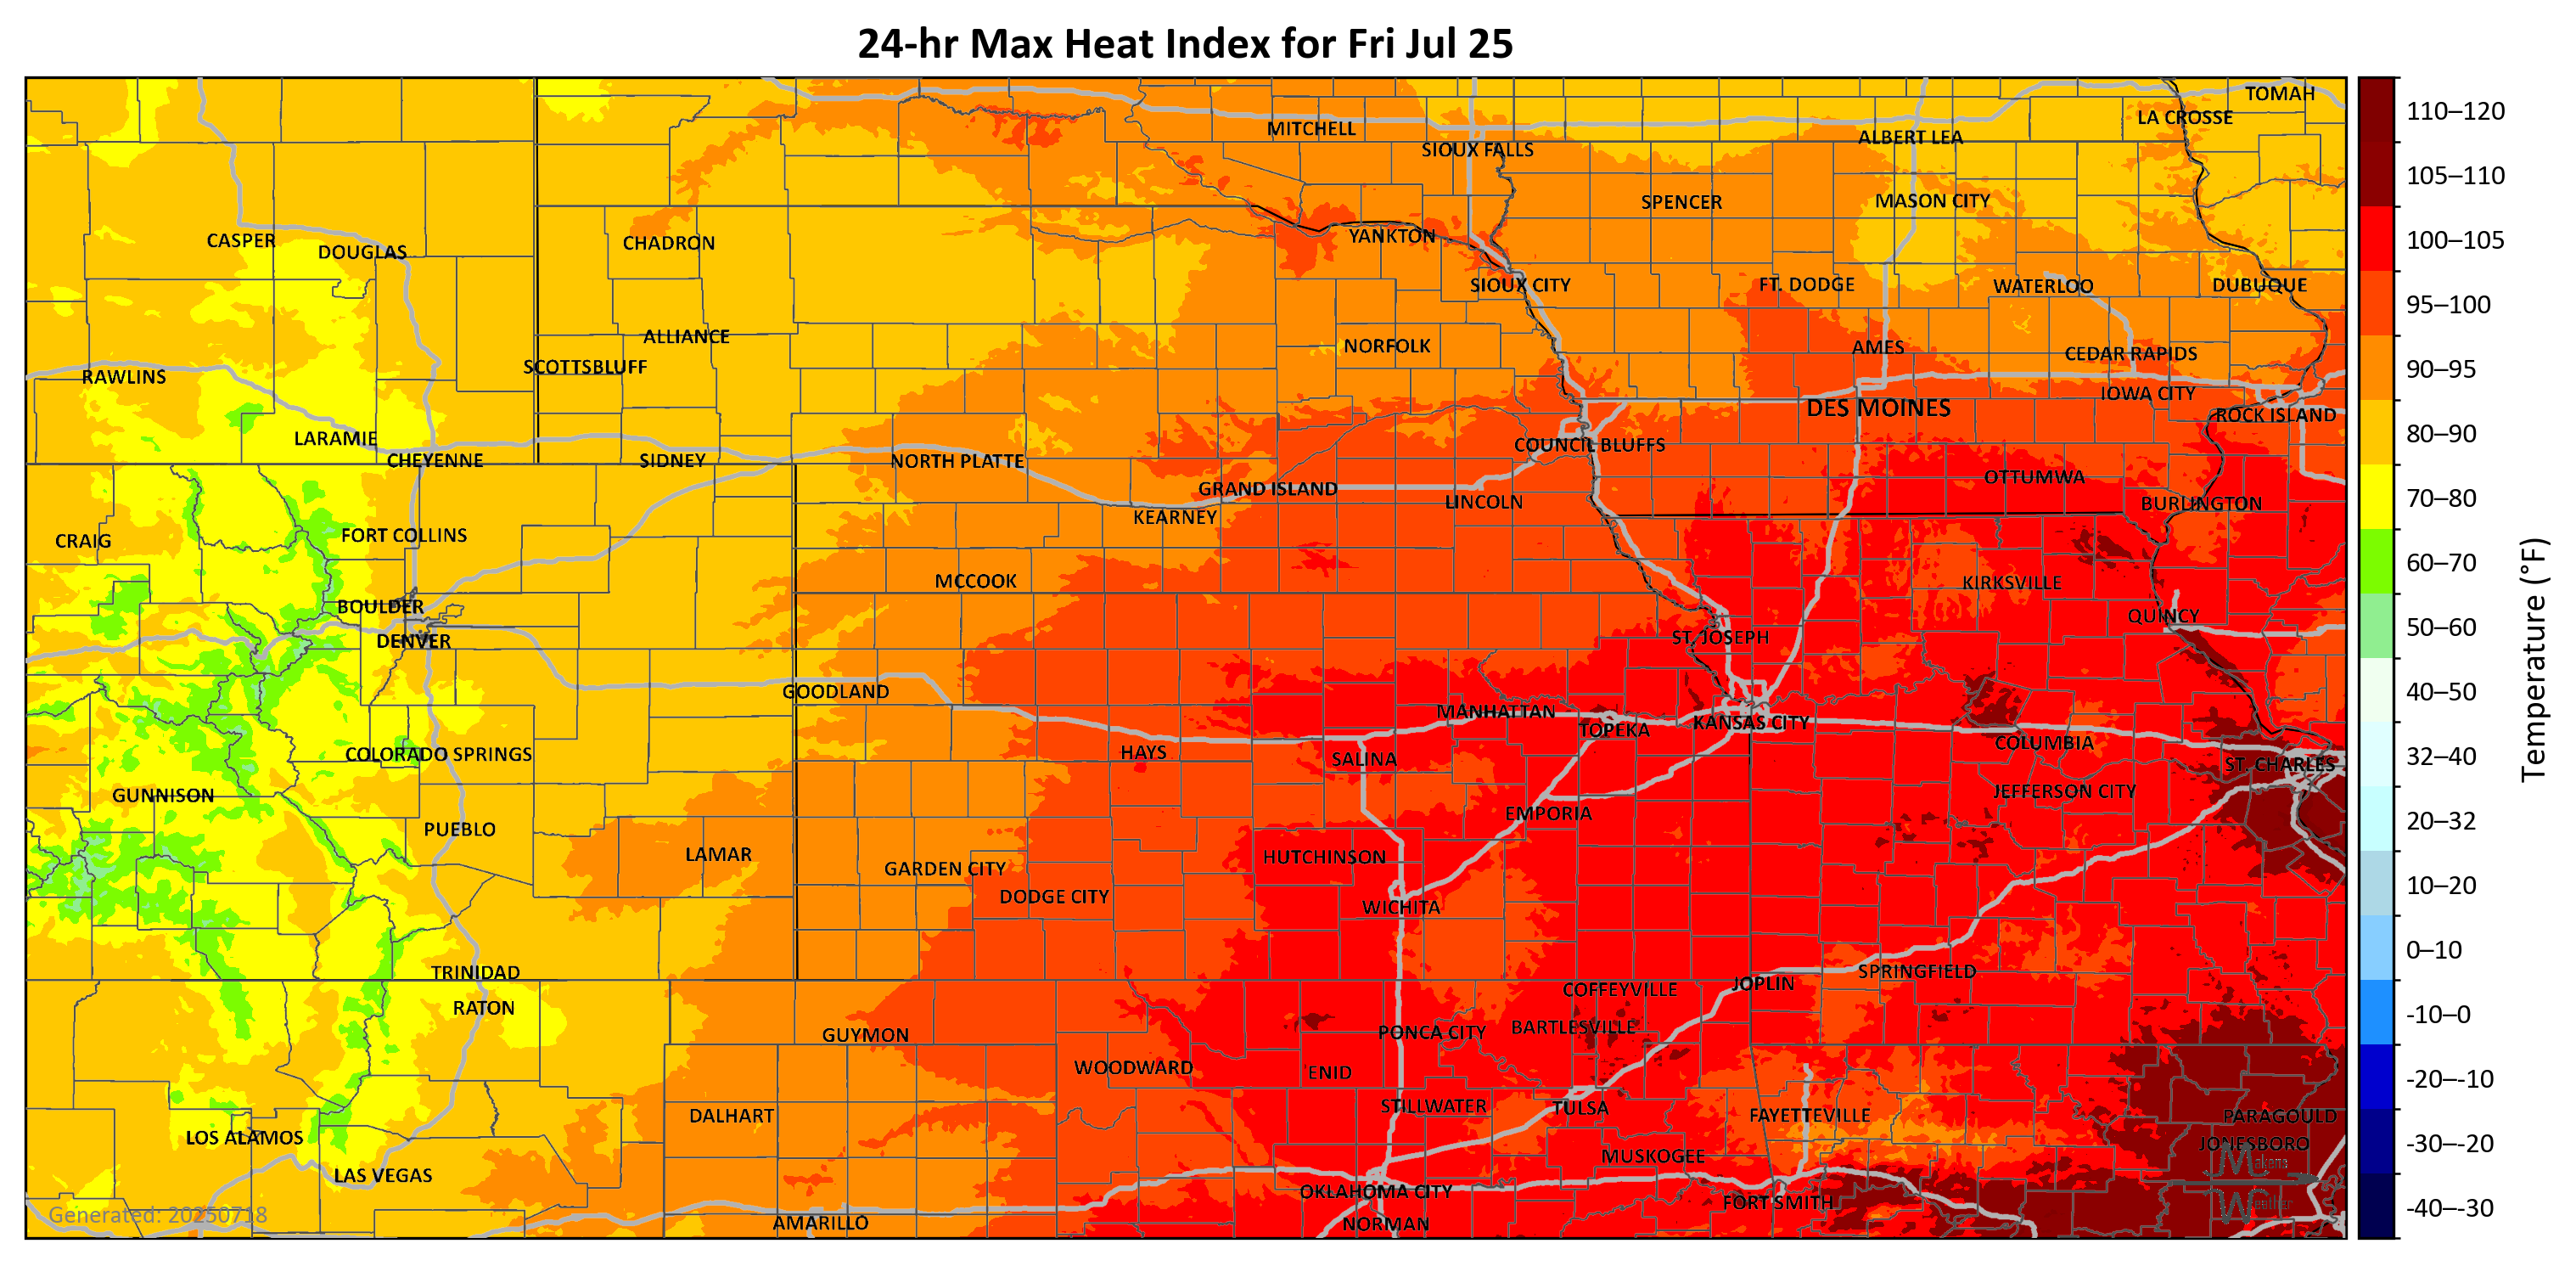 24-hr Max Heat Index for Fri Jul 25
TOMAH
LA CROSSE
MITCHELL
ALBERT LEA
SIOUX FALLS
SPENCER
MASON CITY
CASPER
DOUGLAS
CHADRON
YANKTON
SIOUX CITY
FT. DODGE
WATERLOO
DUBUQUE
ALLIANCE
NORFOLK
AMES
CEDAR RAPIDS
SCOTTSBLUFF
RAWLINS
IOWA CITY
DES MOINES
ROCK ISLAND
LARAMIE
COUNCIL BLUFFS
CHEYENNE
SIDNEY
NORTH PLATTE
OTTUMWA
GRAND ISLAND
LINCOLN
BURLINGTON
KEARNEY
FORT COLLINS
CRAIG
MCCOOK
KIRKSVILLE
BOULDER
QUINCY
DENVER
ST. JOSEPH
GOODLAND
MANHATTAN
KANSAS CITY
TOPEKA
COLUMBIA
COLORADO SPRINGS
HAYS
SALINA
ST. CHARLES
GUNNISON
JEFFERSON CITY
EMPORIA
PUEBLO
LAMAR
HUTCHINSON
GARDEN CITY
DODGE CITY
WICHITA
TRINIDAD
SPRINGFIELD
JOPLIN
COFFEYVILLE
RATON
BARTLESVILLE
PONCA CITY
GUYMON
WOODWARD
ENID
STILLWATER
TULSA
DALHART
FAYETTEVILLE
PARAGOULD
LOS ALAMOS
JONESBORO
MUSKOGEE
LAS VEGAS
OKLAHOMA CITY
FORT SMITH
AMARILLO
NORMAN
Generated: 20250718
Makens
Weather
110–120
105–110
100–105
95–100
90–95
80–90
70–80
60–70
50–60
40–50
32–40
20–32
10–20
0–10
-10–0
-20–-10
-30–-20
-40–-30
Temperature (°F)